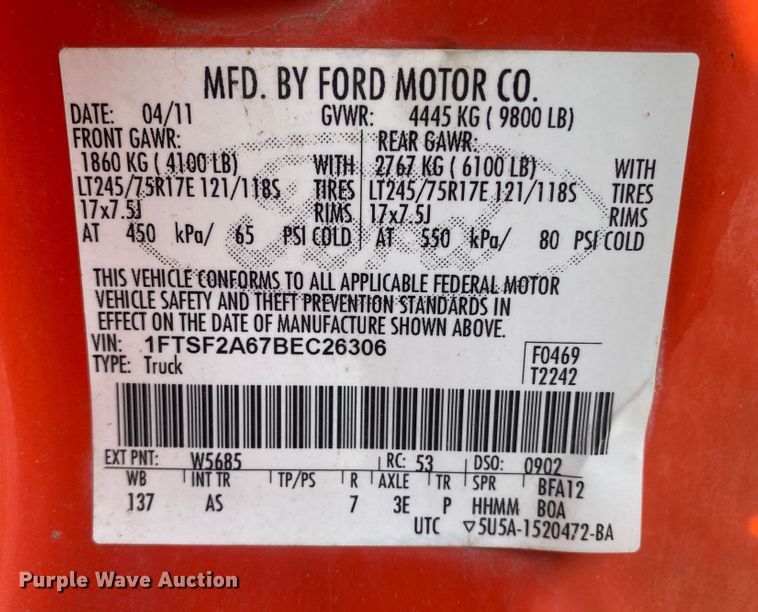 MFD. BY FORD MOTOR CO.
DATE: 04/11 GVWR: 4445 KG ( 9800 LB)
FRONT GAWR: REAR GAWR:
1860 KG ( 4100 LB) WITH 2767 KG ( 6100 LB) WITH
LT245/75R17E 121/118S TIRES LT245/75R17E 121/118S TIRES
17x7.5J RIMS 17x7.5J RIMS
AT 450 kPa/ 65 PSI COLD AT 550 kPa/ 80 PSI COLD
THIS VEHICLE CONFORMS TO ALL APPLICABLE FEDERAL MOTOR
VEHICLE SAFETY AND THEFT PREVENTION STANDARDS IN
EFFECT ON THE DATE OF MANUFACTURE SHOWN ABOVE.
VIN: 1FTSF2A67BEC26306 F0469
TYPE: Truck T2242
EXT PNT: W5685 RC: 53 DSO: 0902
WB INT TR TP/PS R AXLE TR SPR BFA12
137 AS 7 3E P HHMM BOA
UTC ▽5U5A-1520472-BA
Purple Wave Auction